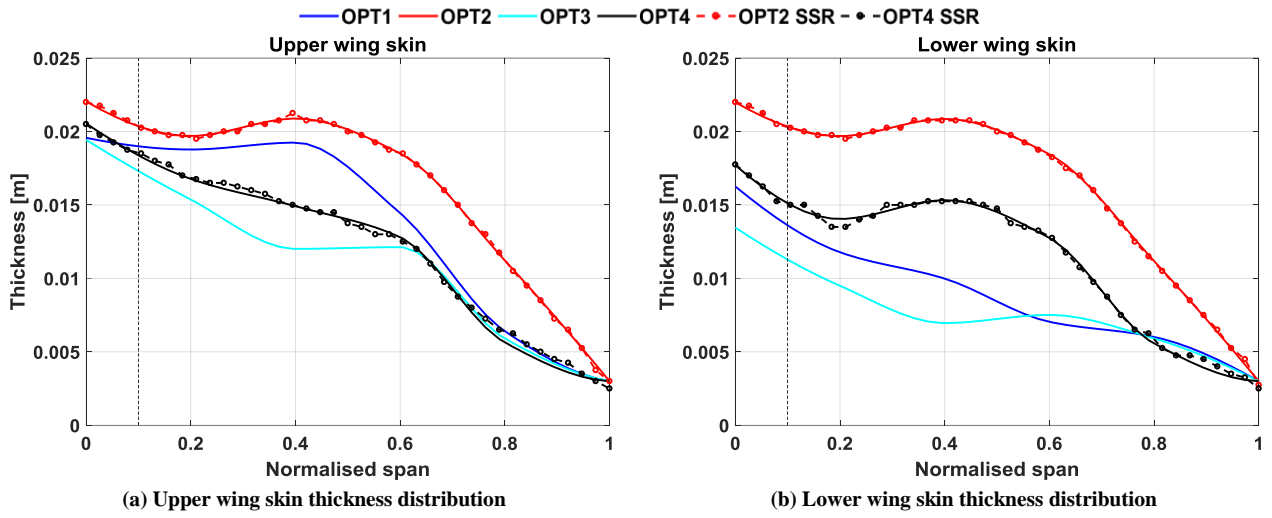 OPT1 OPT2 OPT3 OPT4 OPT2 SSR OPT4 SSR
Upper wing skin
0.025
0.02
0.015
0.01
0.005
0
Thickness [m]
0 0.2 0.4 0.6 0.8 1
Normalised span
(a) Upper wing skin thickness distribution
Lower wing skin
0.025
0.02
0.015
0.01
0.005
0
Thickness [m]
0 0.2 0.4 0.6 0.8 1
Normalised span
(b) Lower wing skin thickness distribution